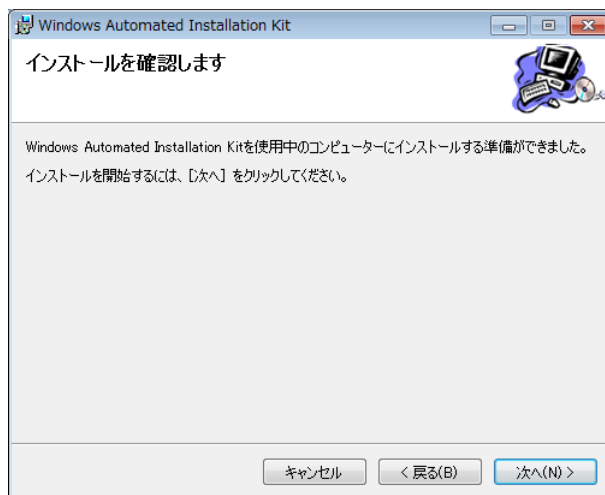 Windows Automated Installation Kit
インストールを確認します
Windows Automated Installation Kitを使用中のコンピューターにインストールする準備ができました。
インストールを開始するには、[次へ] をクリックしてください。
キャンセル
< 戻る(B)
次へ(N) >